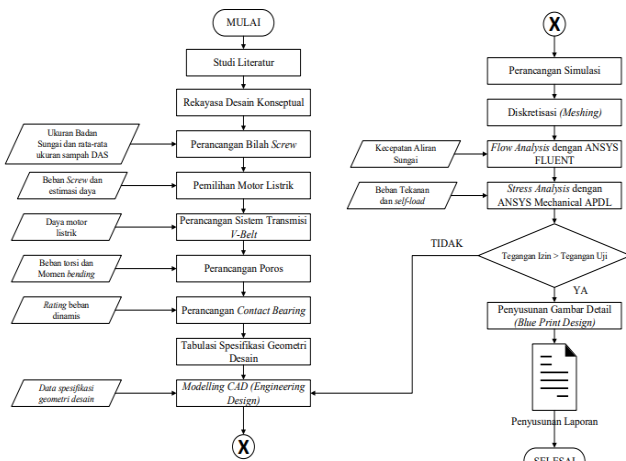 MULAI
Studi Literatur
Rekayasa Desain Konseptual
Ukuran Badan
Sungai dan rata-rata
ukuran sampah DAS
Perancangan Bilah Screw
Beban Screw dan
estimasi daya
Pemilihan Motor Listrik
Daya motor
listrik
Perancangan Sistem Transmisi
V-Belt
Beban torsi dan
Momen bending
Perancangan Poros
Rating beban
dinamis
Perancangan Contact Bearing
Tabulasi Spesifikasi Geometri
Desain
Data spesifikasi
geometri desain
Modelling CAD (Engineering
Design)
X
X
Perancangan Simulasi
Diskretisasi (Meshing)
Kecepatan Aliran
Sungai
Flow Analysis dengan ANSYS
FLUENT
Beban Tekanan
dan self-load
Stress Analysis dengan
ANSYS Mechanical APDL
TIDAK
Tegangan Izin > Tegangan Uji
YA
Penyusunan Gambar Detail
(Blue Print Design)
Penyusunan Laporan
SELESAI